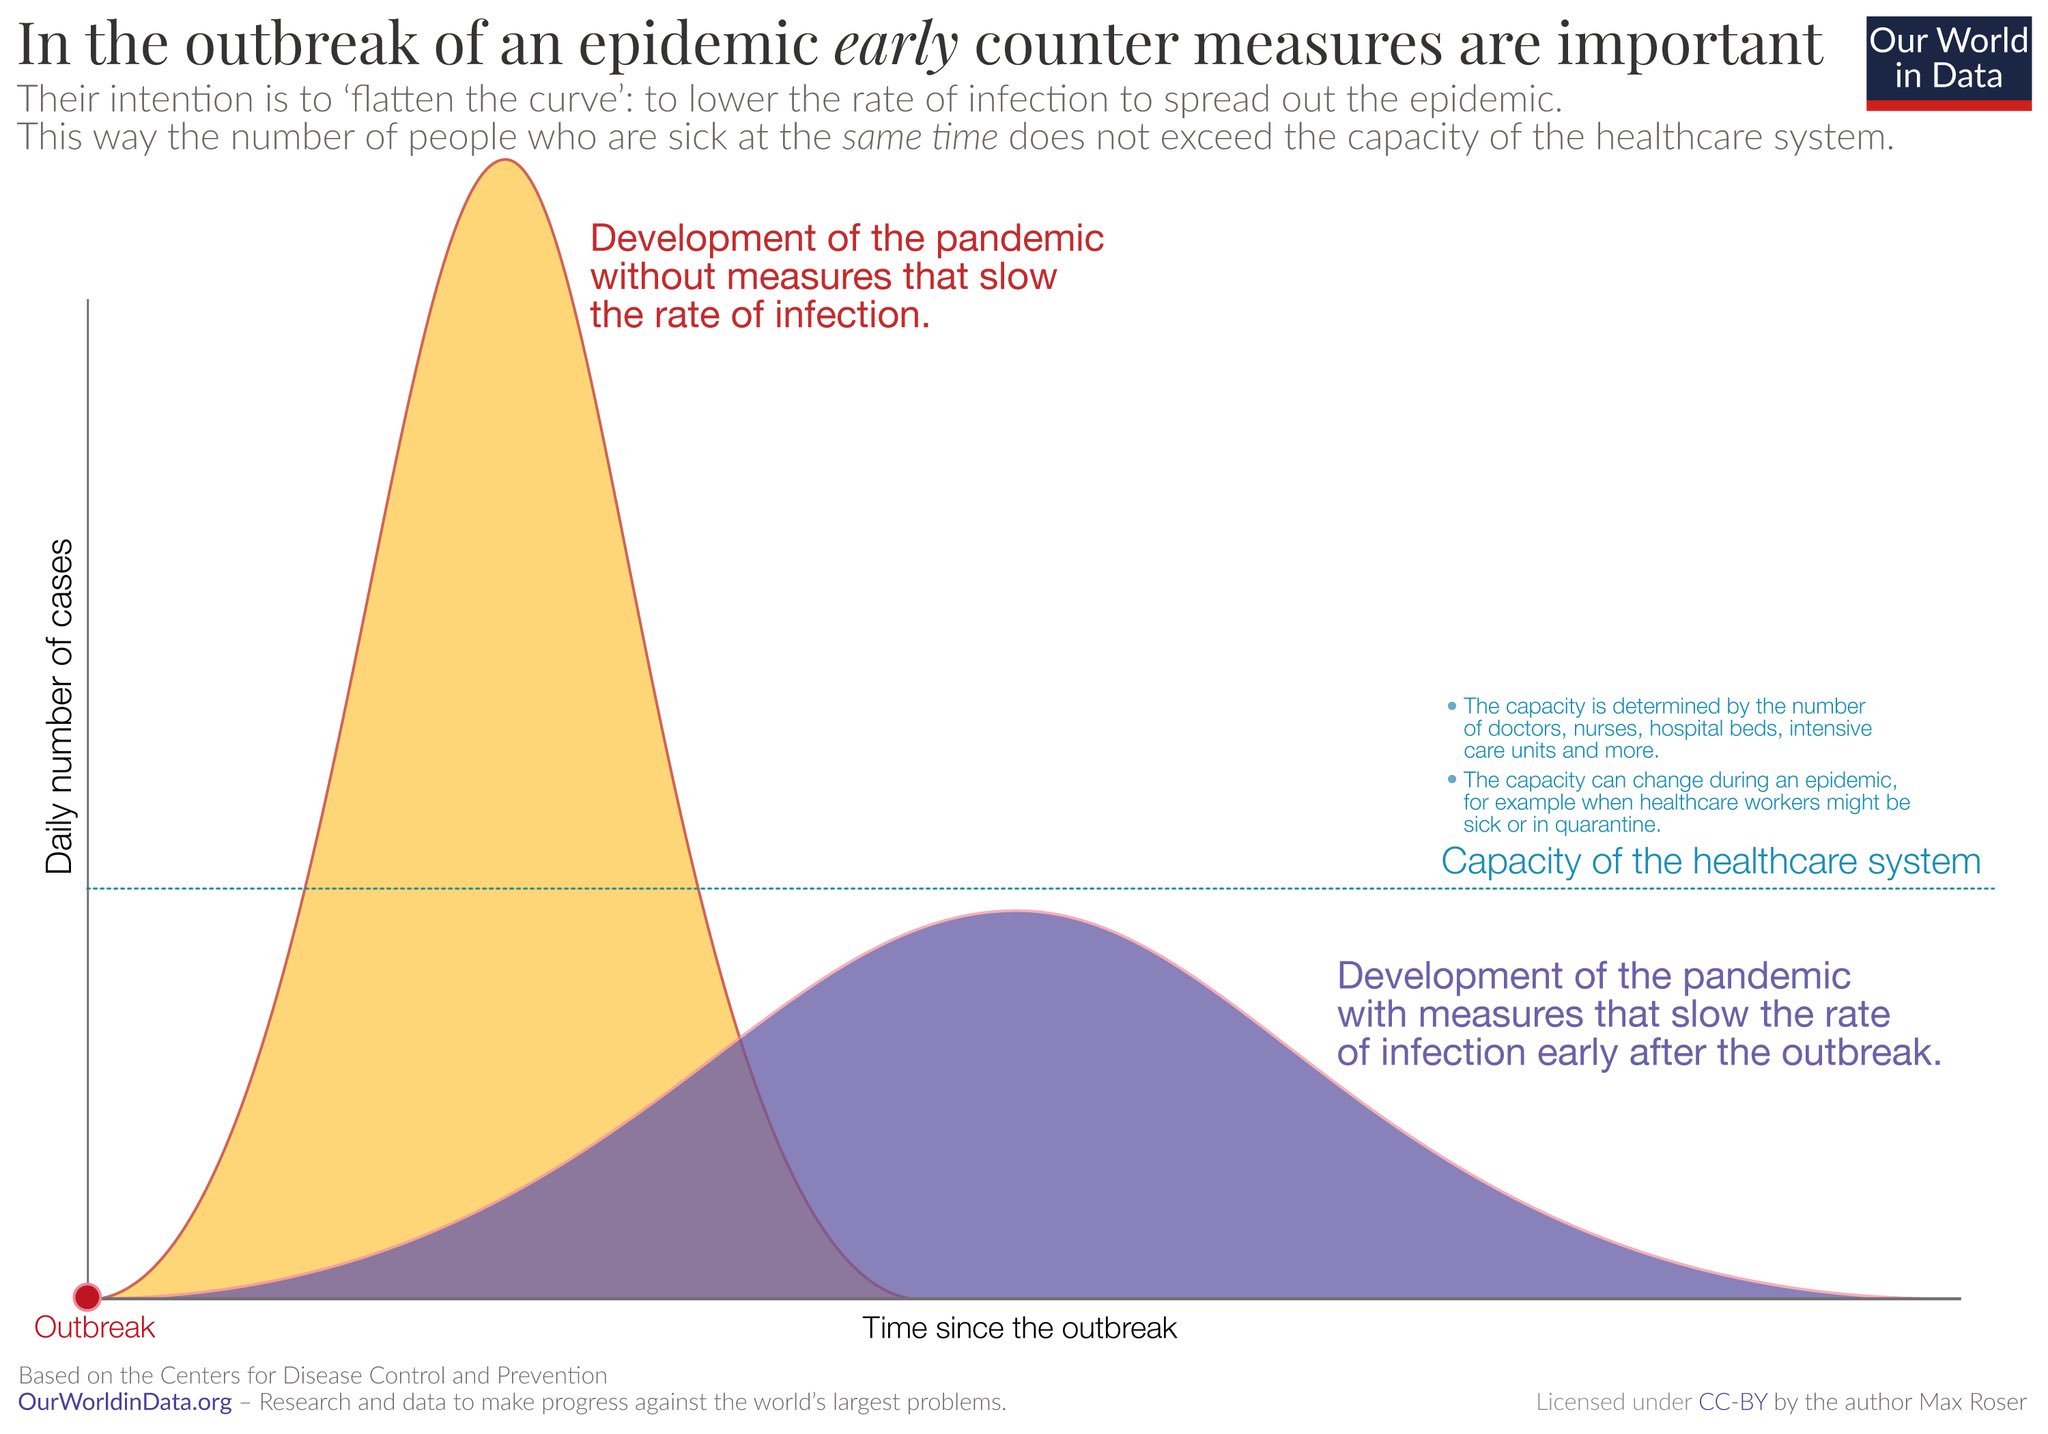 In the outbreak of an epidemic early counter measures are important
Our World
in Data
Their intention is to ‘flatten the curve’: to lower the rate of infection to spread out the epidemic.
This way the number of people who are sick at the same time does not exceed the capacity of the healthcare system.
Development of the pandemic
without measures that slow
the rate of infection.
Daily number of cases
• The capacity is determined by the number
of doctors, nurses, hospital beds, intensive
care units and more.
• The capacity can change during an epidemic,
for example when healthcare workers might be
sick or in quarantine.
Capacity of the healthcare system
Development of the pandemic
with measures that slow the rate
of infection early after the outbreak.
Outbreak
Time since the outbreak
Based on the Centers for Disease Control and Prevention
OurWorldinData.org – Research and data to make progress against the world’s largest problems.
Licensed under CC-BY by the author Max Roser